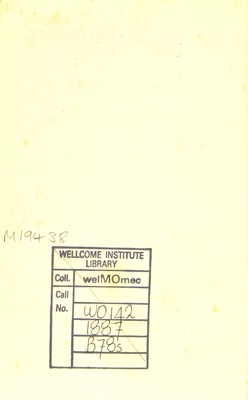 M19438
WELLCOME INSTITUTE
LIBRARY
Coll. welMOmec
Call
No. WO142
1887
B78s